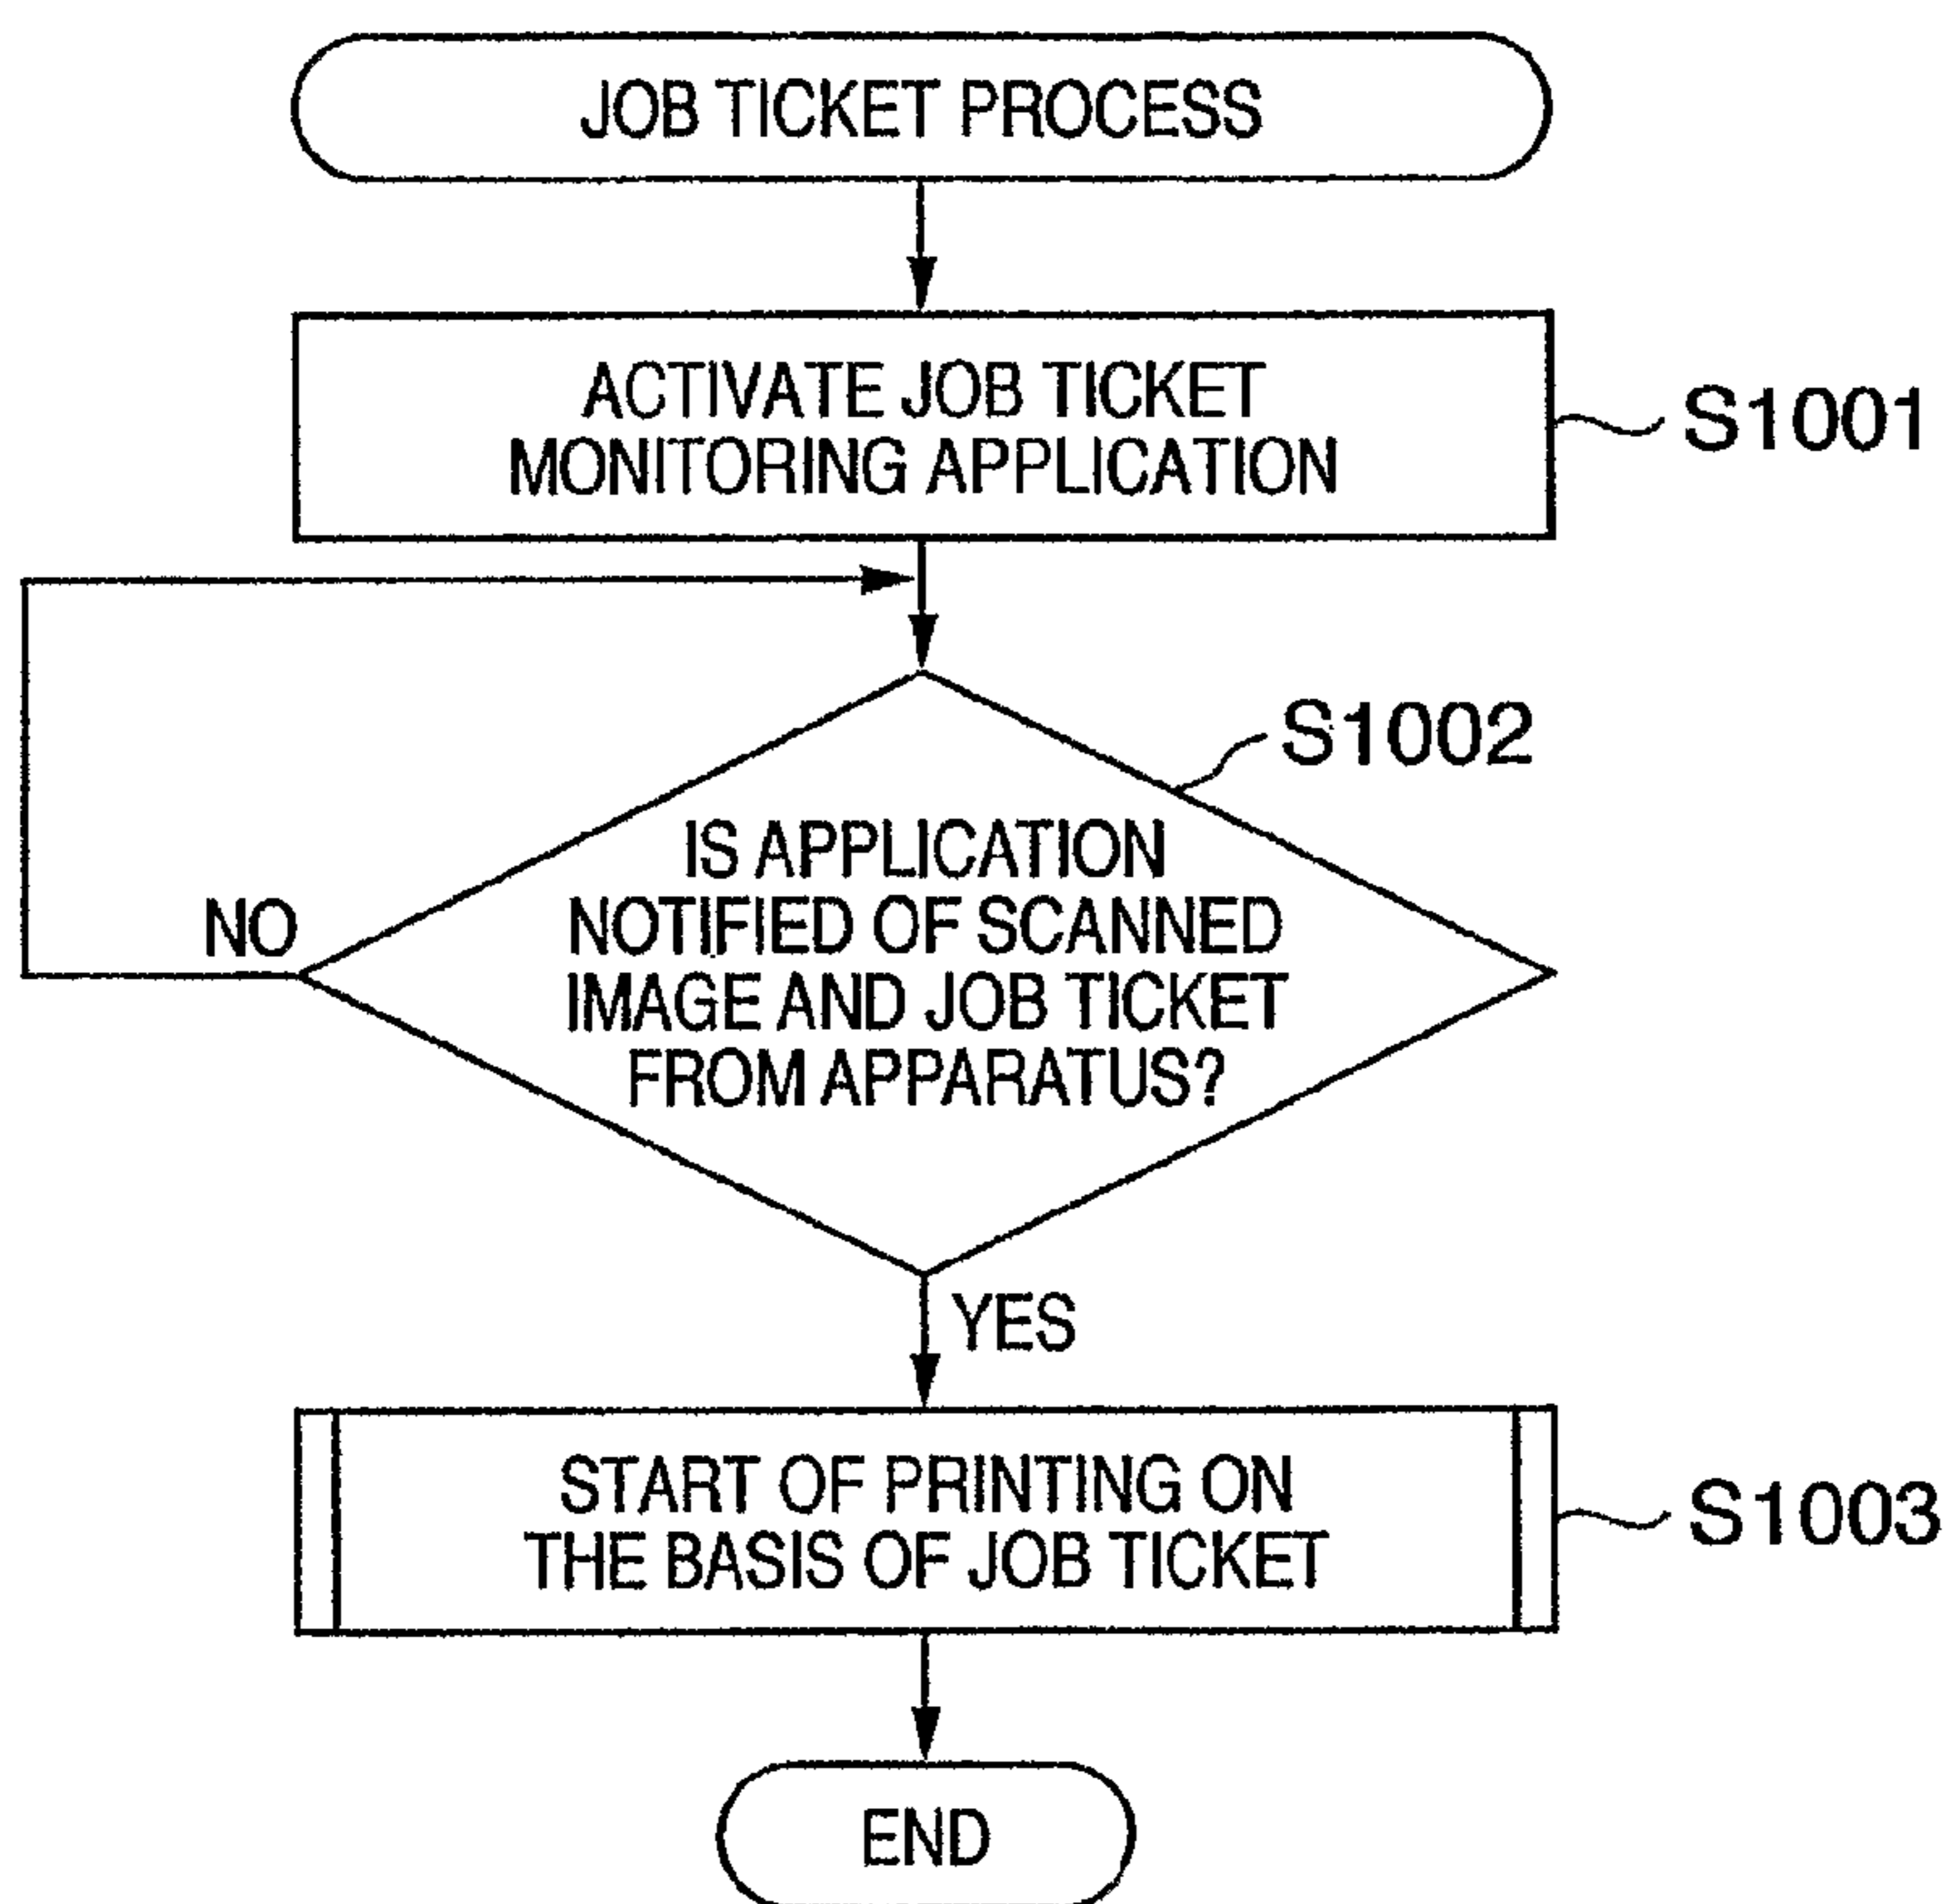 JOB TICKET PROCESS
ACTIVATE JOB TICKET
MONITORING APPLICATION
S1001
S1002
IS APPLICATION
NOTIFIED OF SCANNED
IMAGE AND JOB TICKET
FROM APPARATUS?
NO
YES
START OF PRINTING ON
THE BASIS OF JOB TICKET
S1003
END